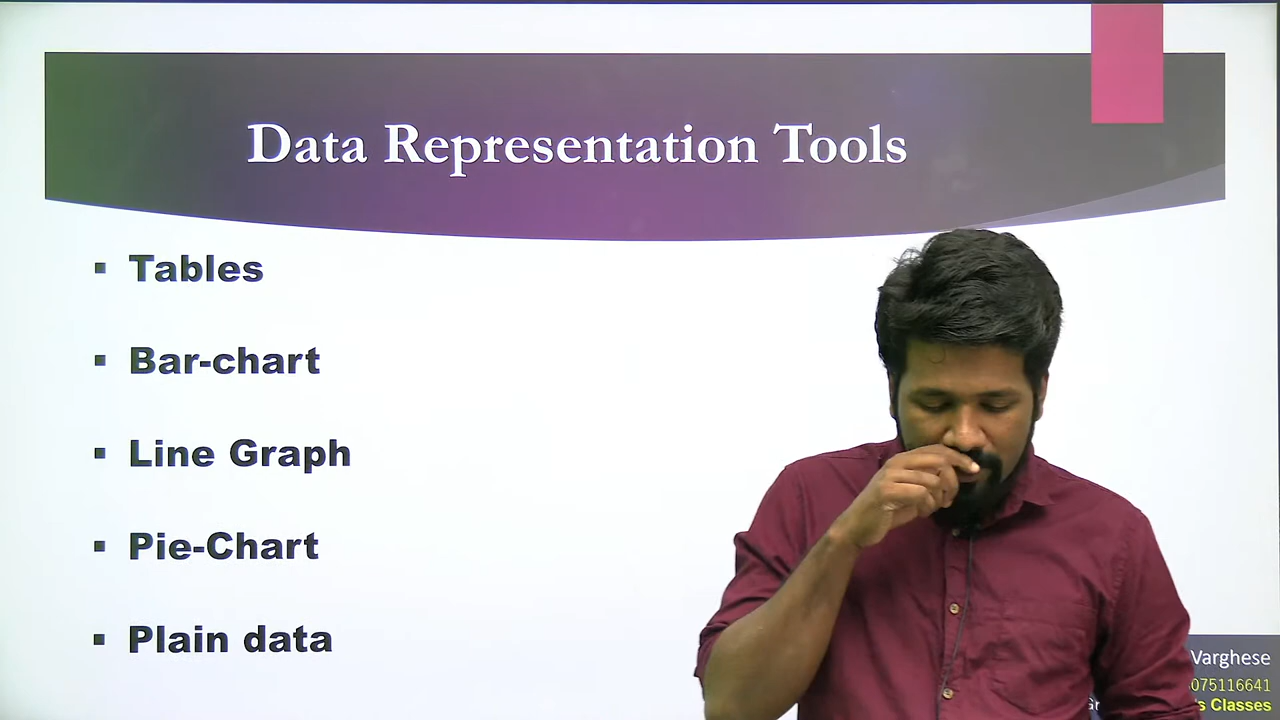 Data Representation Tools
Tables
Bar-chart
Line Graph
Pie-Chart
Plain data
Varghese
075116641
's Classes